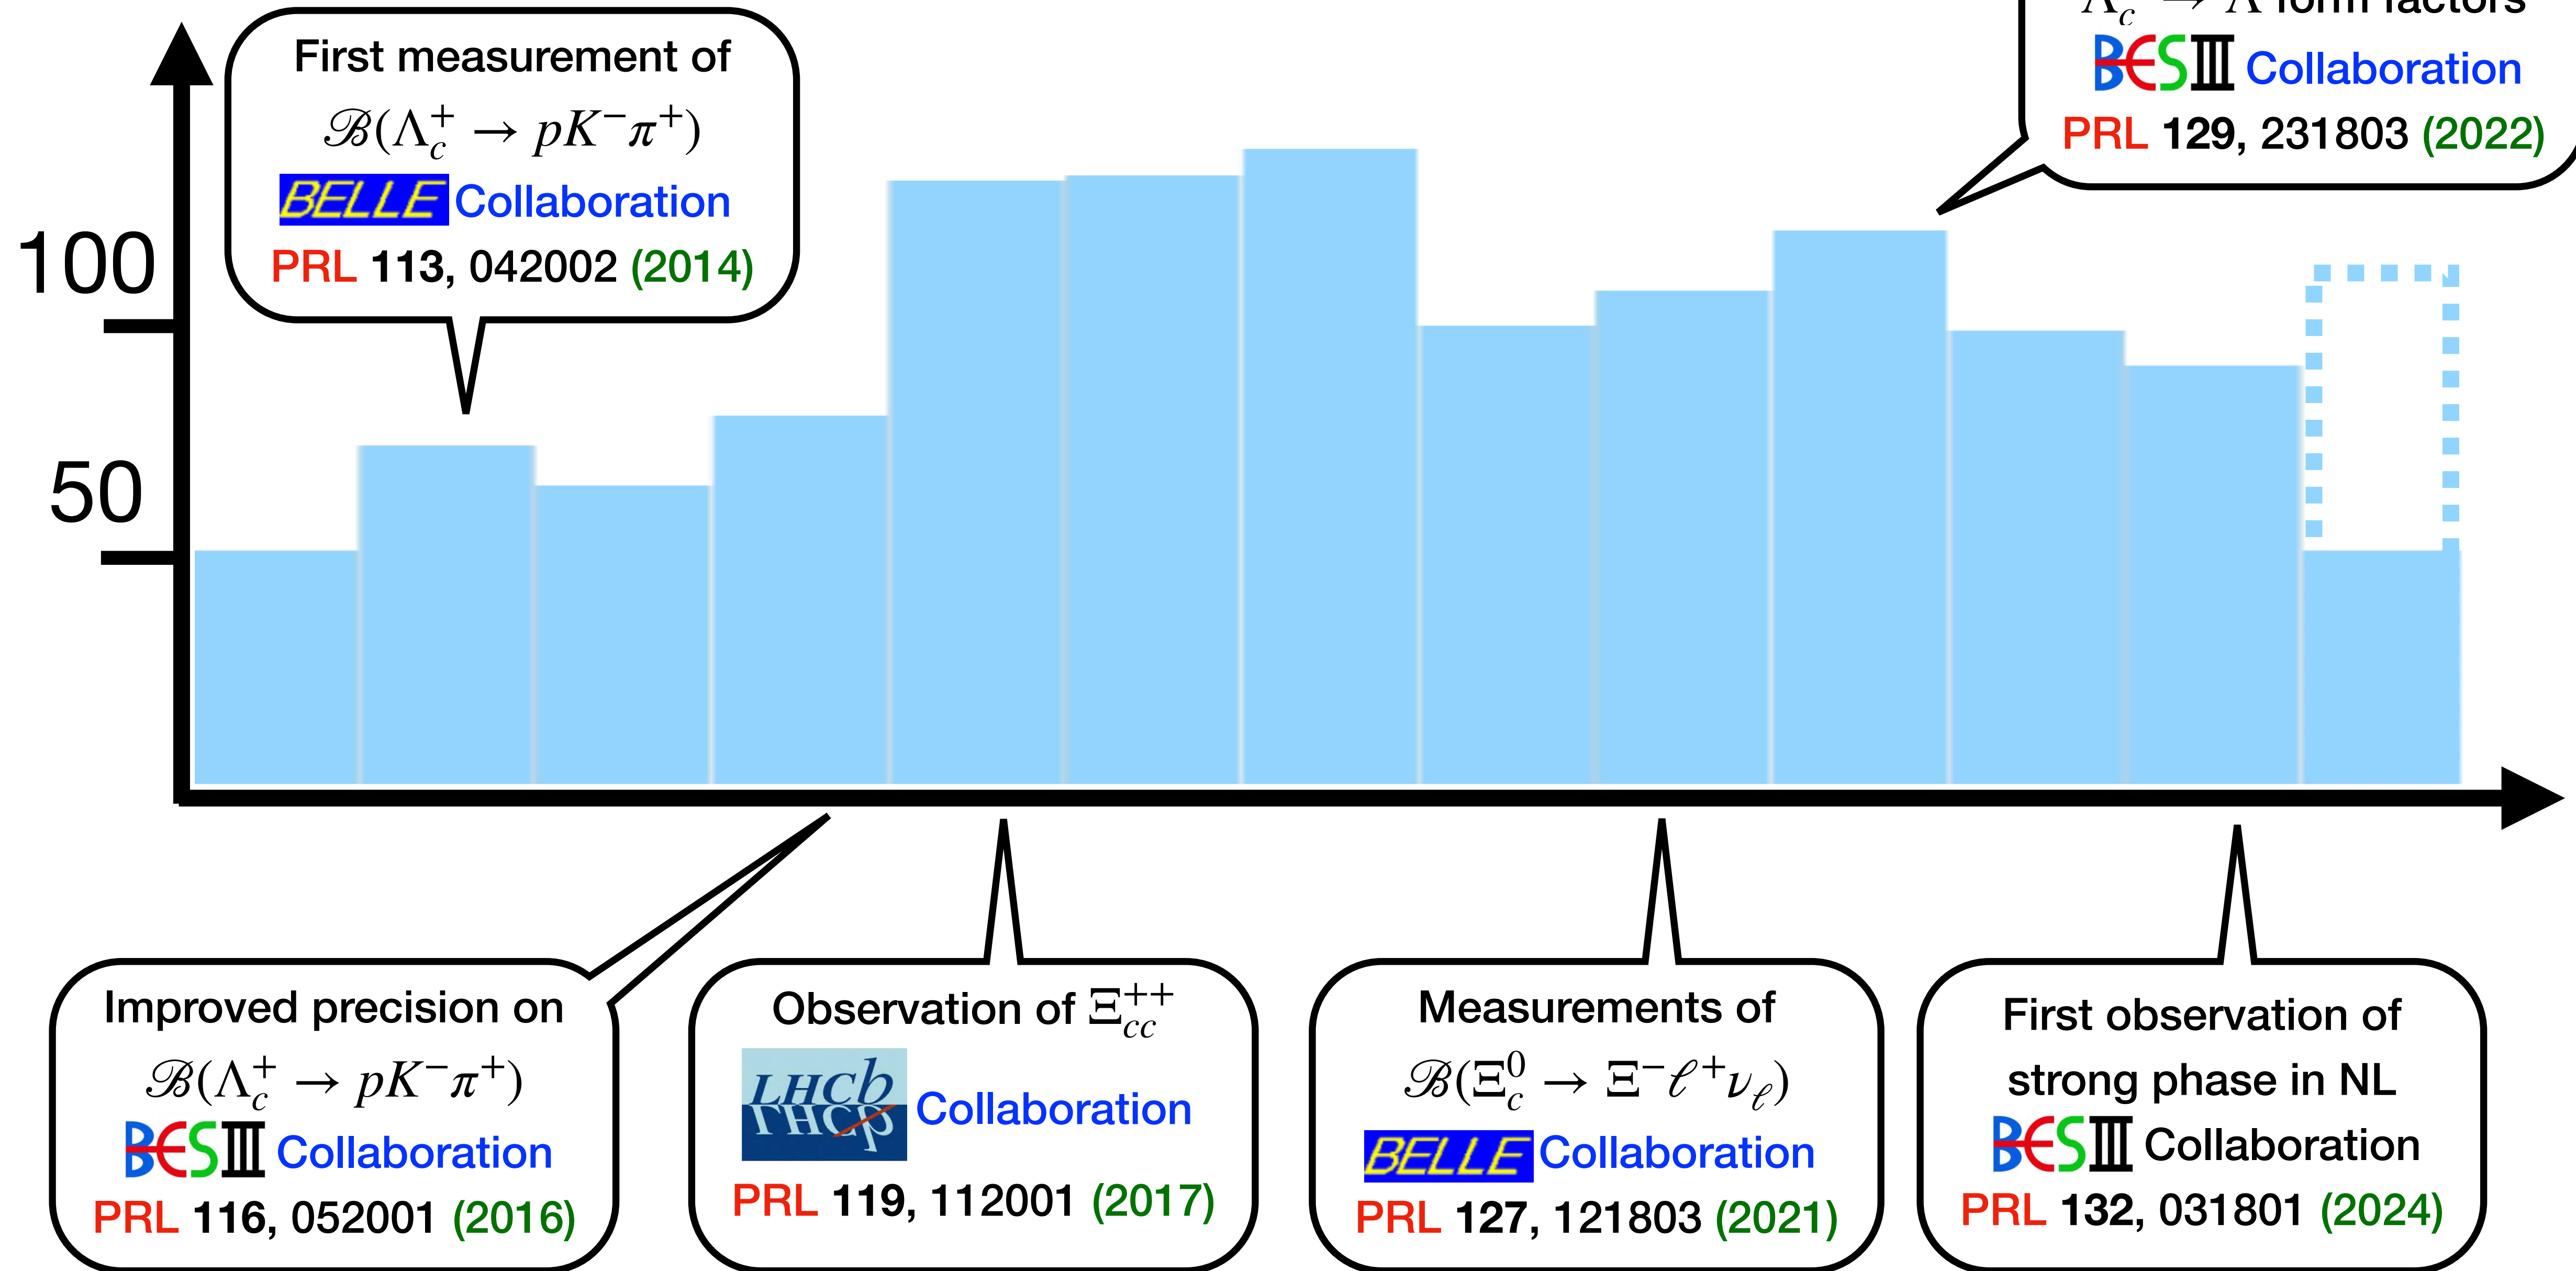 First measurement of
ℬ(Λ_c^+ → pK^−π^+)
BELLE Collaboration
PRL 113, 042002 (2014)
Λ_c → Λ form factors
BESIII Collaboration
PRL 129, 231803 (2022)
100
50
Improved precision on
ℬ(Λ_c^+ → pK^−π^+)
BESIII Collaboration
PRL 116, 052001 (2016)
Observation of Ξ_cc^++
LHCb
Collaboration
PRL 119, 112001 (2017)
Measurements of
ℬ(Ξ_c^0 → Ξ^−ℓ^+ν_ℓ)
BELLE Collaboration
PRL 127, 121803 (2021)
First observation of
strong phase in NL
BESIII Collaboration
PRL 132, 031801 (2024)